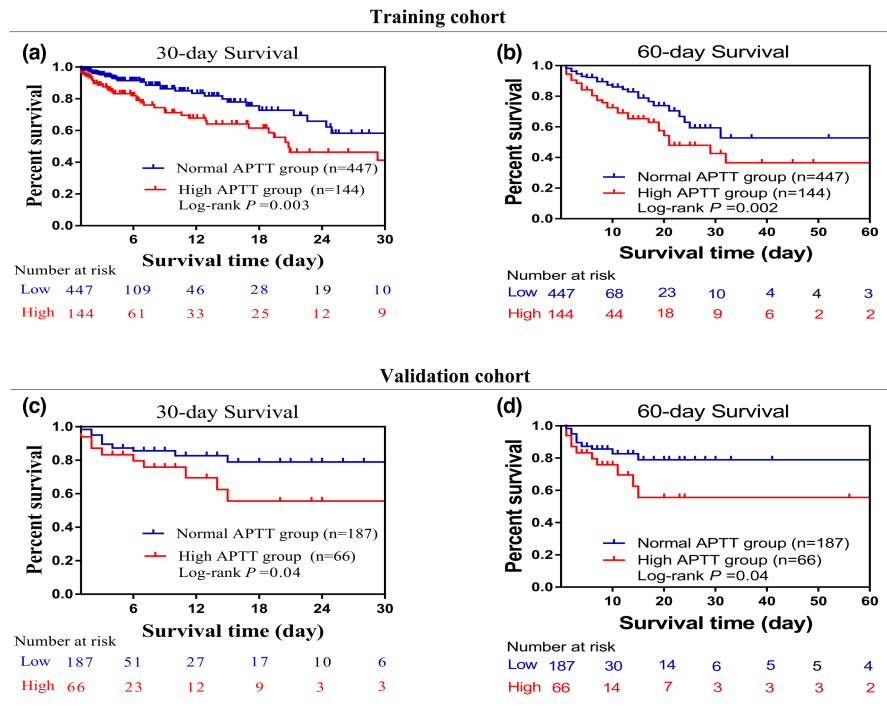 Training cohort
(a)
30-day Survival
Percent survival
1.0
0.8
0.6
0.4
0.2
0.0
Normal APTT group (n=447)
High APTT group (n=144)
Log-rank P =0.003
6 12 18 24 30
Survival time (day)
Number at risk
Low 447 109 46 28 19 10
High 144 61 33 25 12 9
(b)
60-day Survival
Percent survival
1.0
0.8
0.6
0.4
0.2
0.0
Normal APTT group (n=447)
High APTT group (n=144)
Log-rank P =0.002
10 20 30 40 50 60
Survival time (day)
Number at risk
Low 447 68 23 10 4 4 3
High 144 44 18 9 6 2 2
Validation cohort
(c)
30-day Survival
Percent survival
1.0
0.8
0.6
0.4
0.2
0.0
Normal APTT group (n=187)
High APTT group (n=66)
Log-rank P =0.04
6 12 18 24 30
Survival time (day)
Number at risk
Low 187 51 27 17 10 6
High 66 23 12 9 3 3
(d)
60-day Survival
Percent survival
1.0
0.8
0.6
0.4
0.2
0.0
Normal APTT group (n=187)
High APTT group (n=66)
Log-rank P =0.04
10 20 30 40 50 60
Survival time (day)
Number at risk
Low 187 30 14 6 5 5 4
High 66 14 7 3 3 3 2